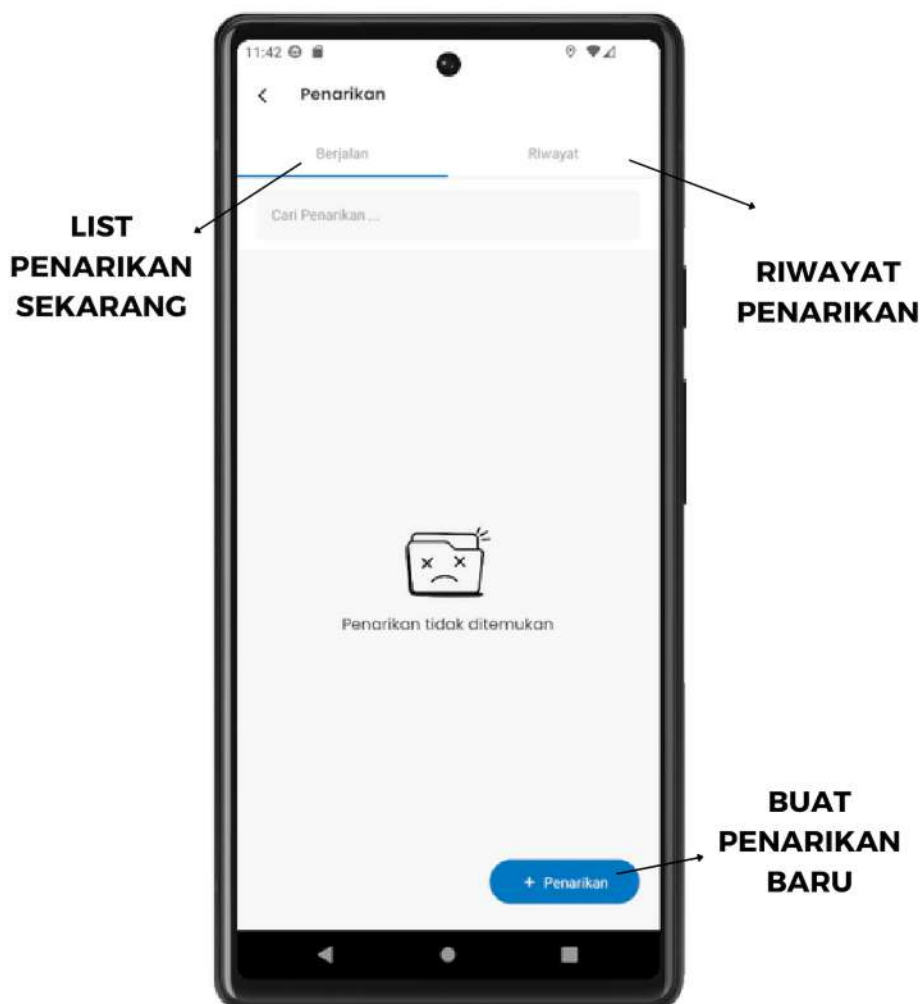 11:42
Penarikan
Berjalan
Riwayat
Cari Penarikan ...
LIST
PENARIKAN
SEKARANG
RIWAYAT
PENARIKAN
Penarikan tidak ditemukan
BUAT
PENARIKAN
BARU
+ Penarikan